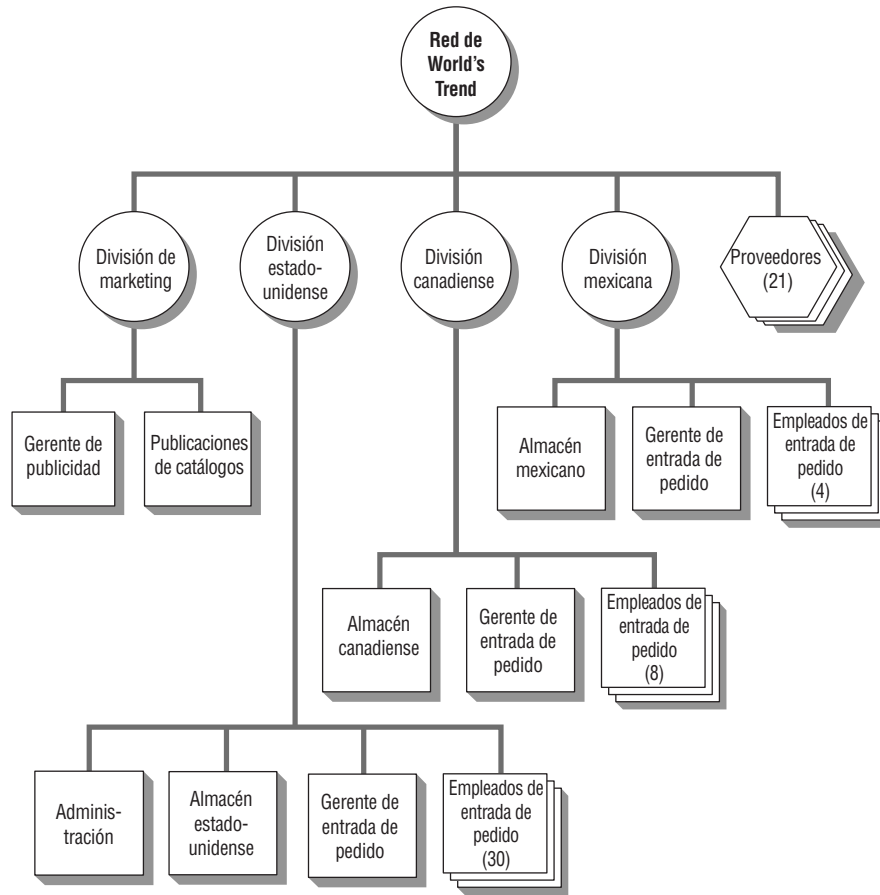 Red de
World's
Trend
División de
marketing
División
estado-
unidense
División
canadiense
División
mexicana
Proveedores
(21)
Gerente de
publicidad
Publicaciones
de catálogos
Almacén
mexicano
Gerente de
entrada de
pedido
Empleados de
entrada de
pedido
(4)
Almacén
canadiense
Gerente de
entrada de
pedido
Empleados de
entrada de
pedido
(8)
Adminis-
tración
Almacén
estado-
unidense
Gerente de
entrada de
pedido
Empleados de
entrada de
pedido
(30)